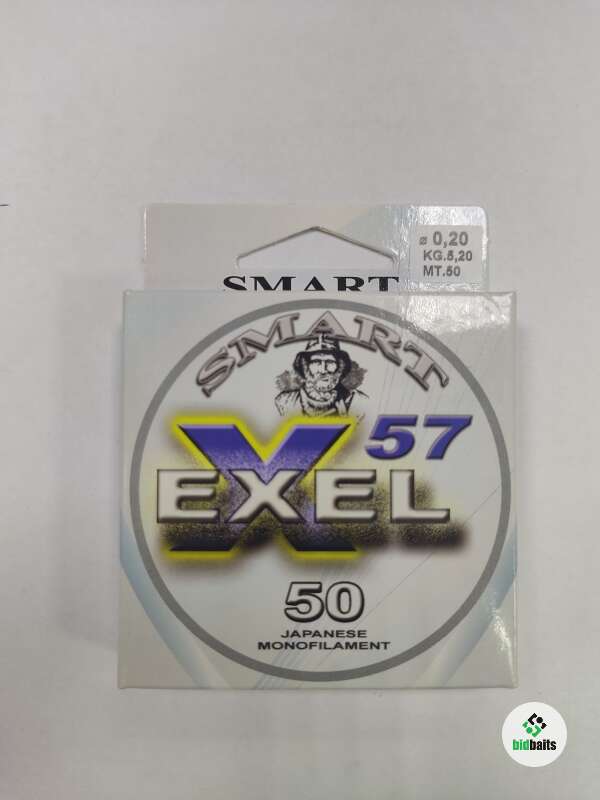 ø 0,20
KG.5,20
MT.50
SMART
SMART
57
EXEL
50
JAPANESE
MONOFILAMENT
bidbaits